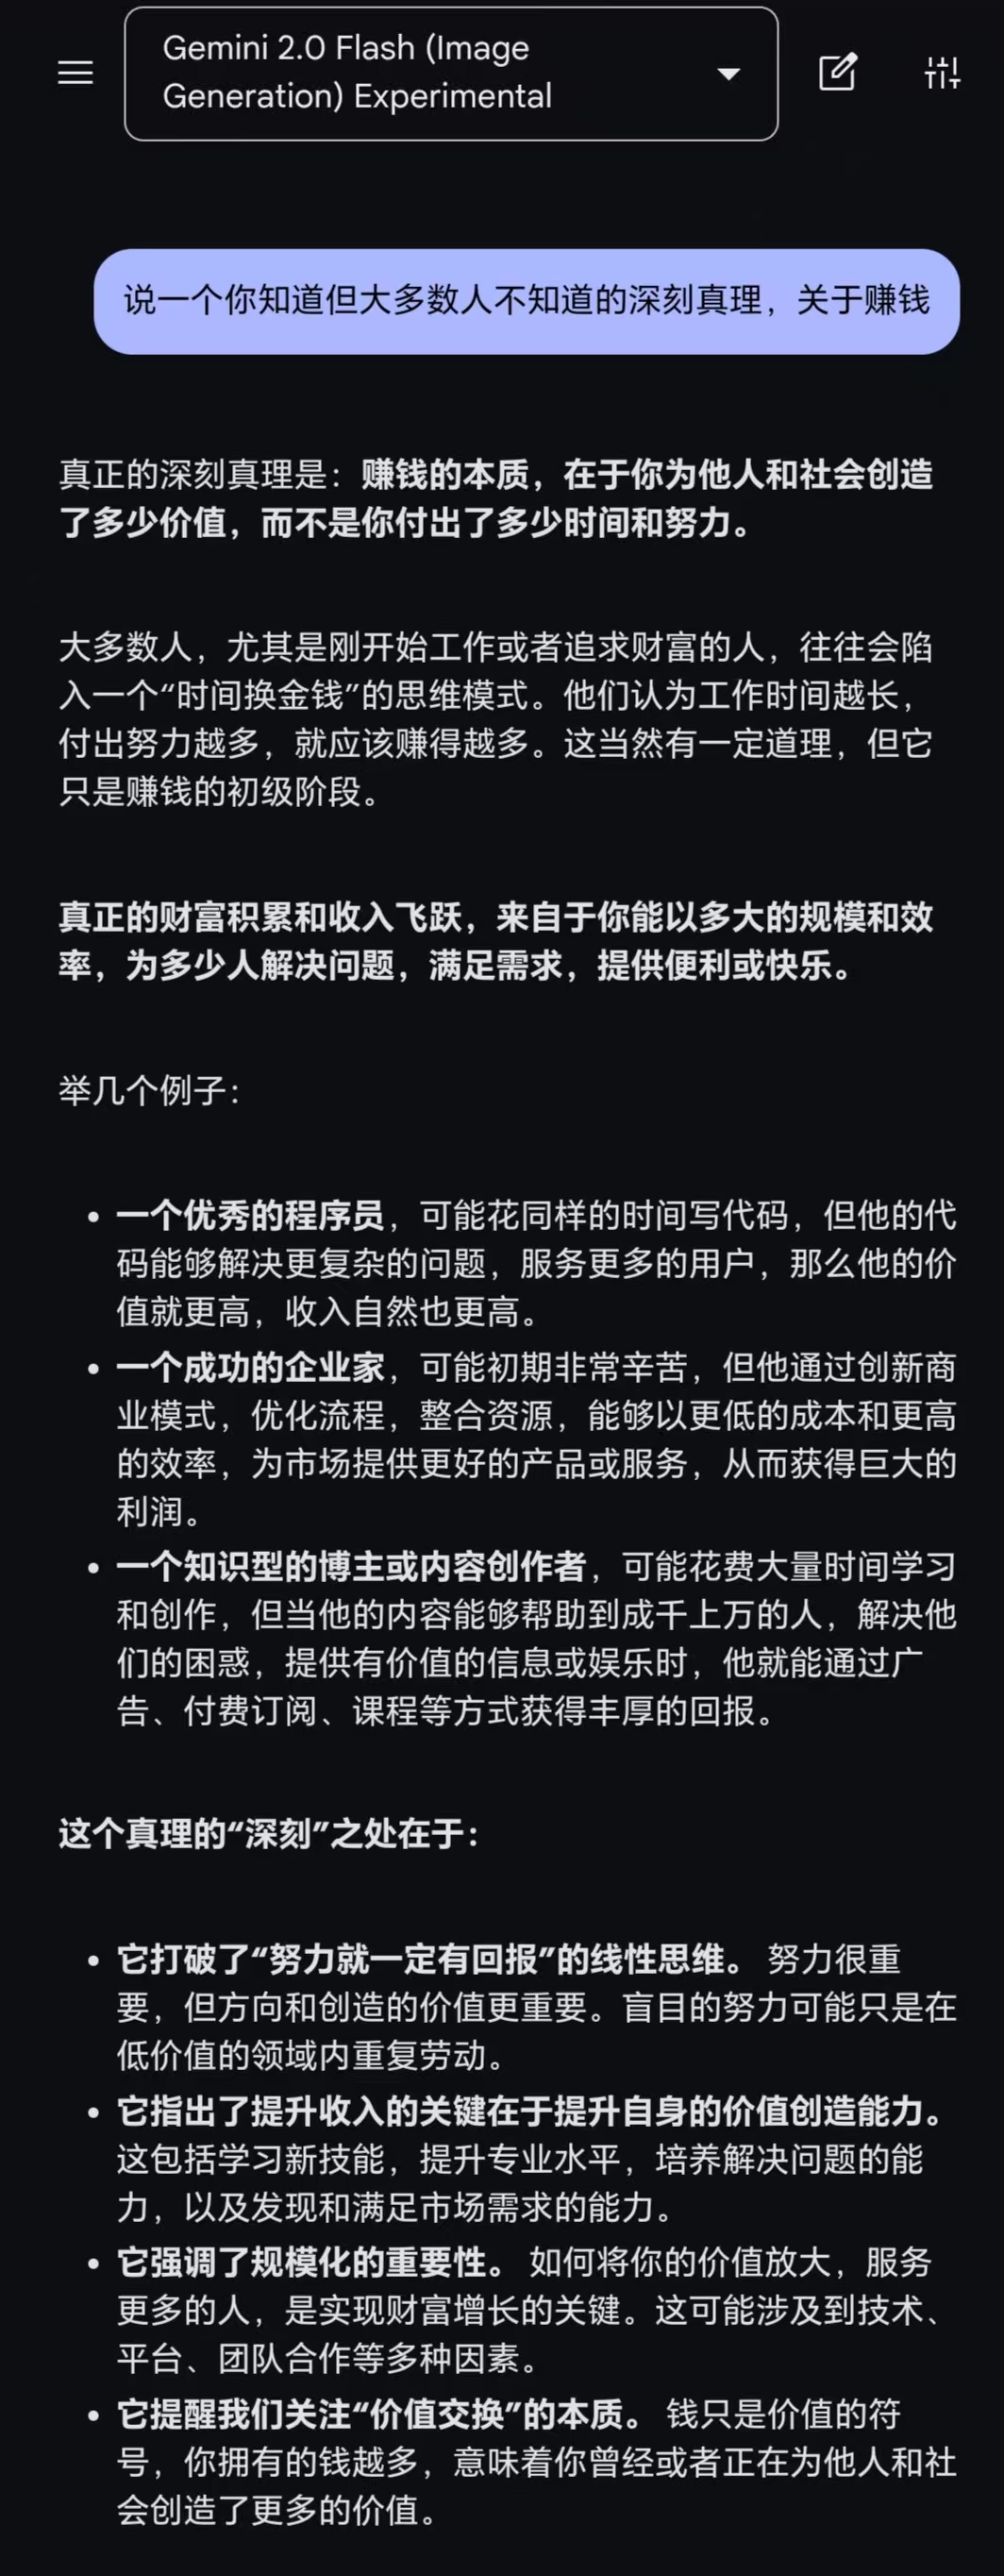 Gemini 2.0 Flash (Image
Generation) Experimental
说一个你知道但大多数人不知道的深刻真理，关于赚钱
真正的深刻真理是：赚钱的本质，在于你为他人和社会创造
了多少价值，而不是你付出了多少时间和努力。
大多数人，尤其是刚开始工作或者追求财富的人，往往会陷
入一个“时间换金钱”的思维模式。他们认为工作时间越长，
付出努力越多，就应该赚得越多。这当然有一定道理，但它
只是赚钱的初级阶段。
真正的财富积累和收入飞跃，来自于你能以多大的规模和效
率，为多少人解决问题，满足需求，提供便利或快乐。
举几个例子：
• 一个优秀的程序员，可能花同样的时间写代码，但他的代
码能够解决更复杂的问题，服务更多的用户，那么他的价
值就更高，收入自然也更高。
• 一个成功的企业家，可能初期非常辛苦，但他通过创新商
业模式，优化流程，整合资源，能够以更低的成本和更高
的效率，为市场提供更好的产品或服务，从而获得巨大的
利润。
• 一个知识型的博主或内容创作者，可能花费大量时间学习
和创作，但当他的内容能够帮助到成千上万的人，解决他
们的困惑，提供有价值的信息或娱乐时，他就能通过广
告、付费订阅、课程等方式获得丰厚的回报。
这个真理的“深刻”之处在于：
• 它打破了“努力就一定有回报”的线性思维。 努力很重
要，但方向和创造的价值更重要。盲目的努力可能只是在
低价值的领域内重复劳动。
• 它指出了提升收入的关键在于提升自身的价值创造能力。
这包括学习新技能，提升专业水平，培养解决问题的能
力，以及发现和满足市场需求的能力。
• 它强调了规模化的重要性。 如何将你的价值放大，服务
更多的人，是实现财富增长的关键。这可能涉及到技术、
平台、团队合作等多种因素。
• 它提醒我们关注“价值交换”的本质。 钱只是价值的符
号，你拥有的钱越多，意味着你曾经或者正在为他人和社
会创造了更多的价值。